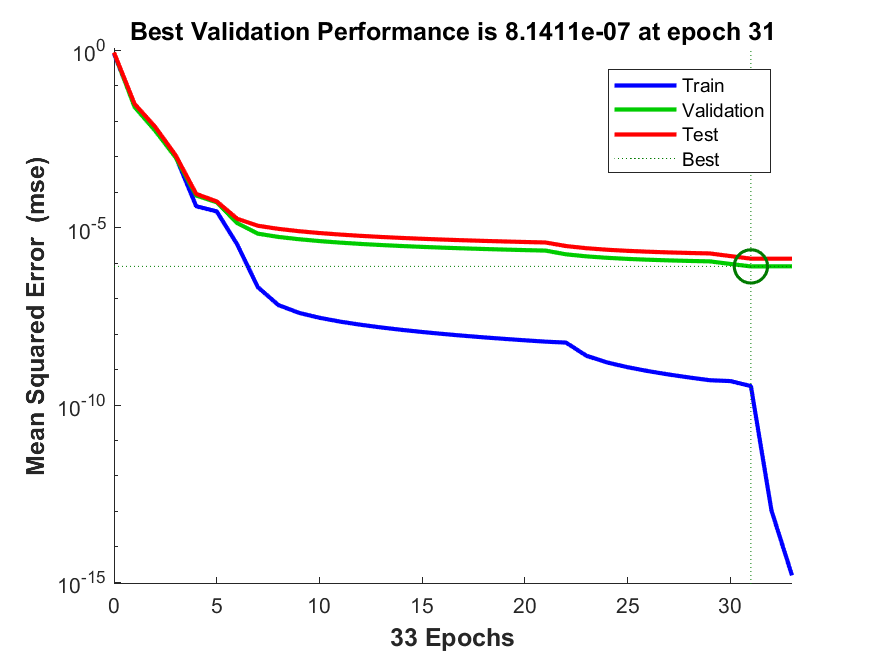 Best Validation Performance is 8.1411e-07 at epoch 31
10^0
Train
Validation
Test
Best
Mean Squared Error  (mse)
10^-5
10^-10
10^-15
0 5 10 15 20 25 30
33 Epochs